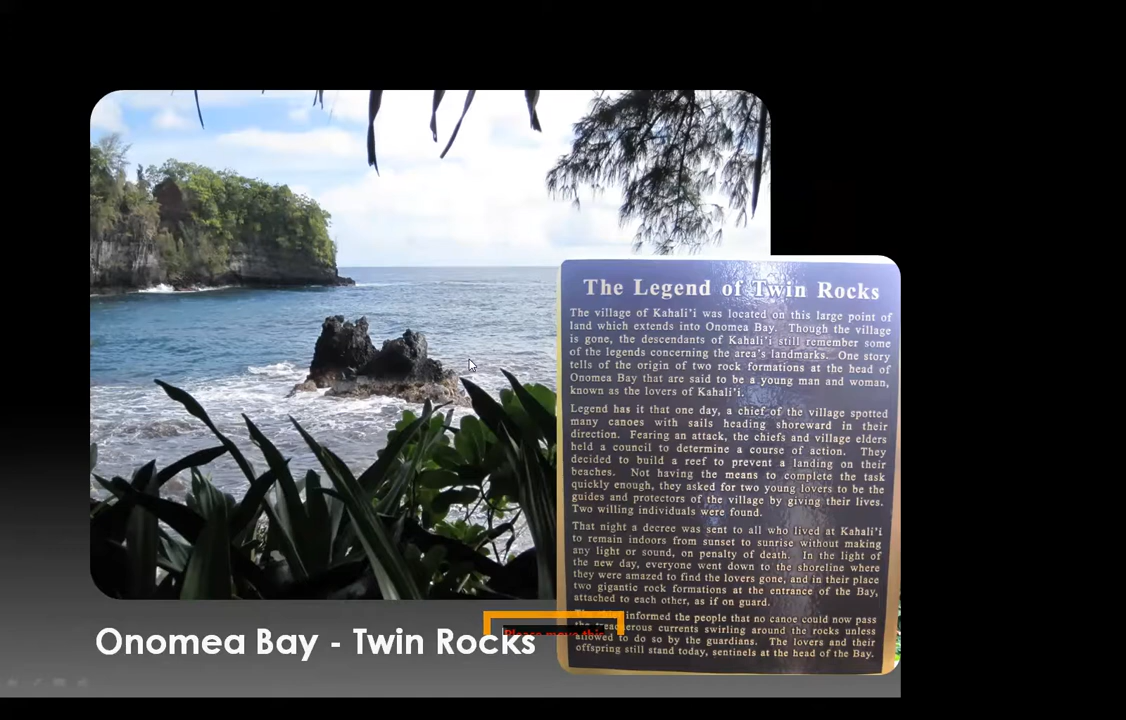 The Legend of Twin Rocks
The village of Kahali'i was located on this large point of
land which extends into Onomea Bay. Though the village
is gone, the descendants of Kahali'i still remember some
of the legends concerning the area's landmarks. One story
tells of the origin of two rock formations at the head of
Onomea Bay that are said to be a young man and woman,
known as the lovers of Kahali'i.
Legend has it that one day, a chief of the village spotted
many canoes with sails heading shoreward in their
direction. Fearing an attack, the chiefs and village elders
held a council to determine a course of action. They
decided to build a reef to prevent a landing on their
beaches. Not having the means to complete the task
quickly enough, they asked for two young lovers to be the
guides and protectors of the village by giving their lives.
Two willing individuals were found.
That night a decree was sent to all who lived at Kahali'i
to remain indoors from sunset to sunrise without making
any light or sound, on penalty of death. In the light of
the new day, everyone went down to the shoreline where
they were amazed to find the lovers gone, and in their place
two gigantic rock formations at the entrance of the Bay,
attached to each other, as if on guard.
informed the people that no canoe could now pass
the treacherous currents swirling around the rocks unless
allowed to do so by the guardians. The lovers and their
offspring still stand today, sentinels at the head of the Bay.
Please move this
Onomea Bay - Twin Rocks